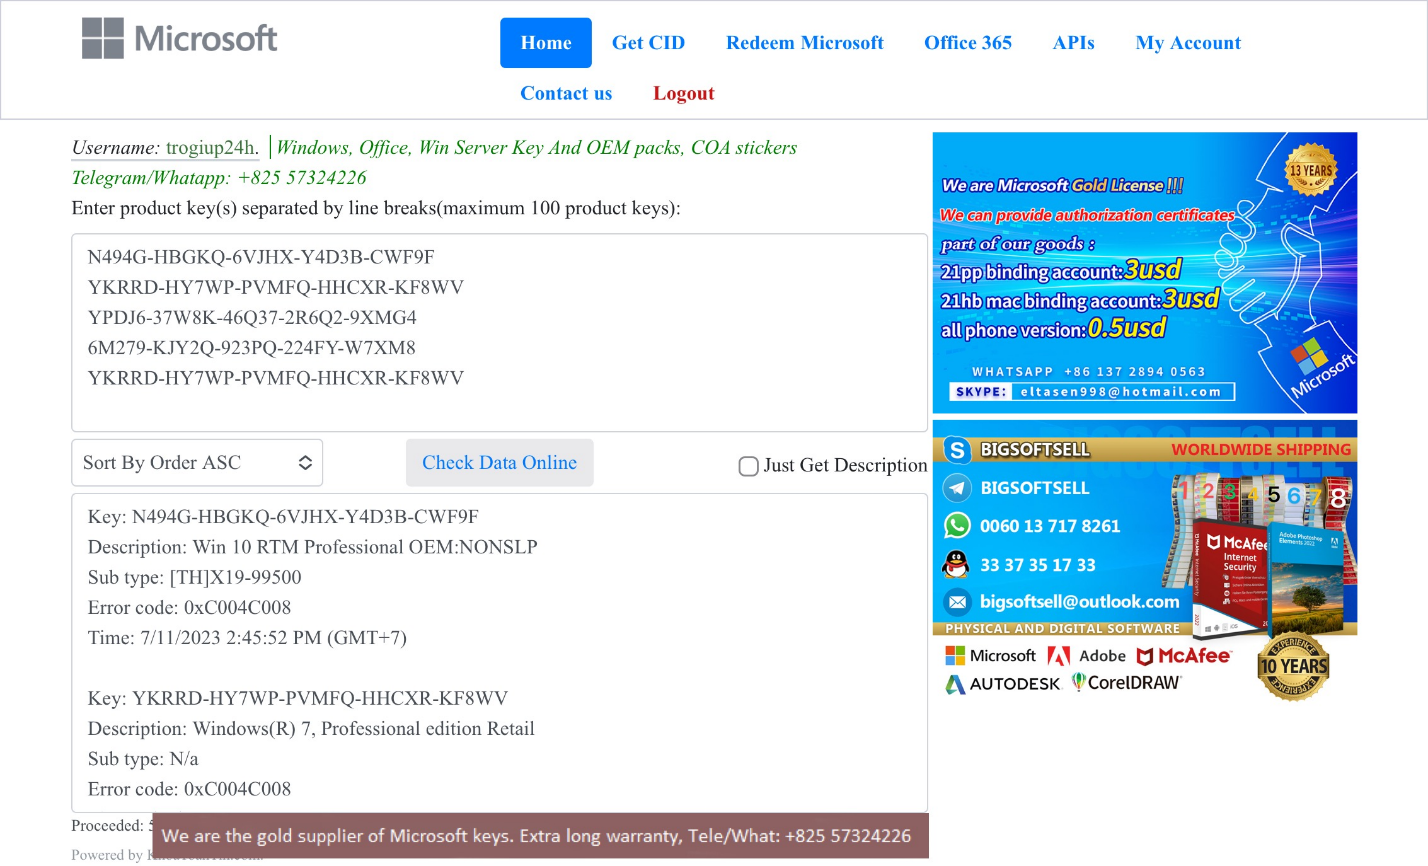 Microsoft
Home Get CID Redeem Microsoft Office 365 APIs My Account
Contact us Logout
Username: trogiup24h. |Windows, Office, Win Server Key And OEM packs, COA stickers
Telegram/Whatapp: +825 57324226
Enter product key(s) separated by line breaks(maximum 100 product keys):
N494G-HBGKQ-6VJHX-Y4D3B-CWF9F
YKRRD-HY7WP-PVMFQ-HHCXR-KF8WV
YPDJ6-37W8K-46Q37-2R6Q2-9XMG4
6M279-KJY2Q-923PQ-224FY-W7XM8
YKRRD-HY7WP-PVMFQ-HHCXR-KF8WV
Sort By Order ASC Check Data Online Just Get Description
Key: N494G-HBGKQ-6VJHX-Y4D3B-CWF9F
Description: Win 10 RTM Professional OEM:NONSLP
Sub type: [TH]X19-99500
Error code: 0xC004C008
Time: 7/11/2023 2:45:52 PM (GMT+7)
Key: YKRRD-HY7WP-PVMFQ-HHCXR-KF8WV
Description: Windows(R) 7, Professional edition Retail
Sub type: N/a
Error code: 0xC004C008
Proceeded:
We are the gold supplier of Microsoft keys. Extra long warranty, Tele/What: +825 57324226
Powered by
13 YEARS
We are Microsoft Gold License !!!
We can provide authorization certificates
part of our goods :
21pp binding account:3usd
21hb mac binding account:3usd
all phone version:0.5usd
WHATSAPP +86 137 2894 0563
SKYPE: eltasen998@hotmail.com
Microsoft
BIGSOFTSELL WORLDWIDE SHIPPING
BIGSOFTSELL
0060 13 717 8261
33 37 35 17 33
bigsoftsell@outlook.com
PHYSICAL AND DIGITAL SOFTWARE
1 2 3 4 5 6 7 8
McAfee
Internet
Security
Adobe Photoshop
Elements 2022
Microsoft Adobe McAfee
AUTODESK CorelDRAW
EXPERIENCE
10 YEARS
EXPERIENCE